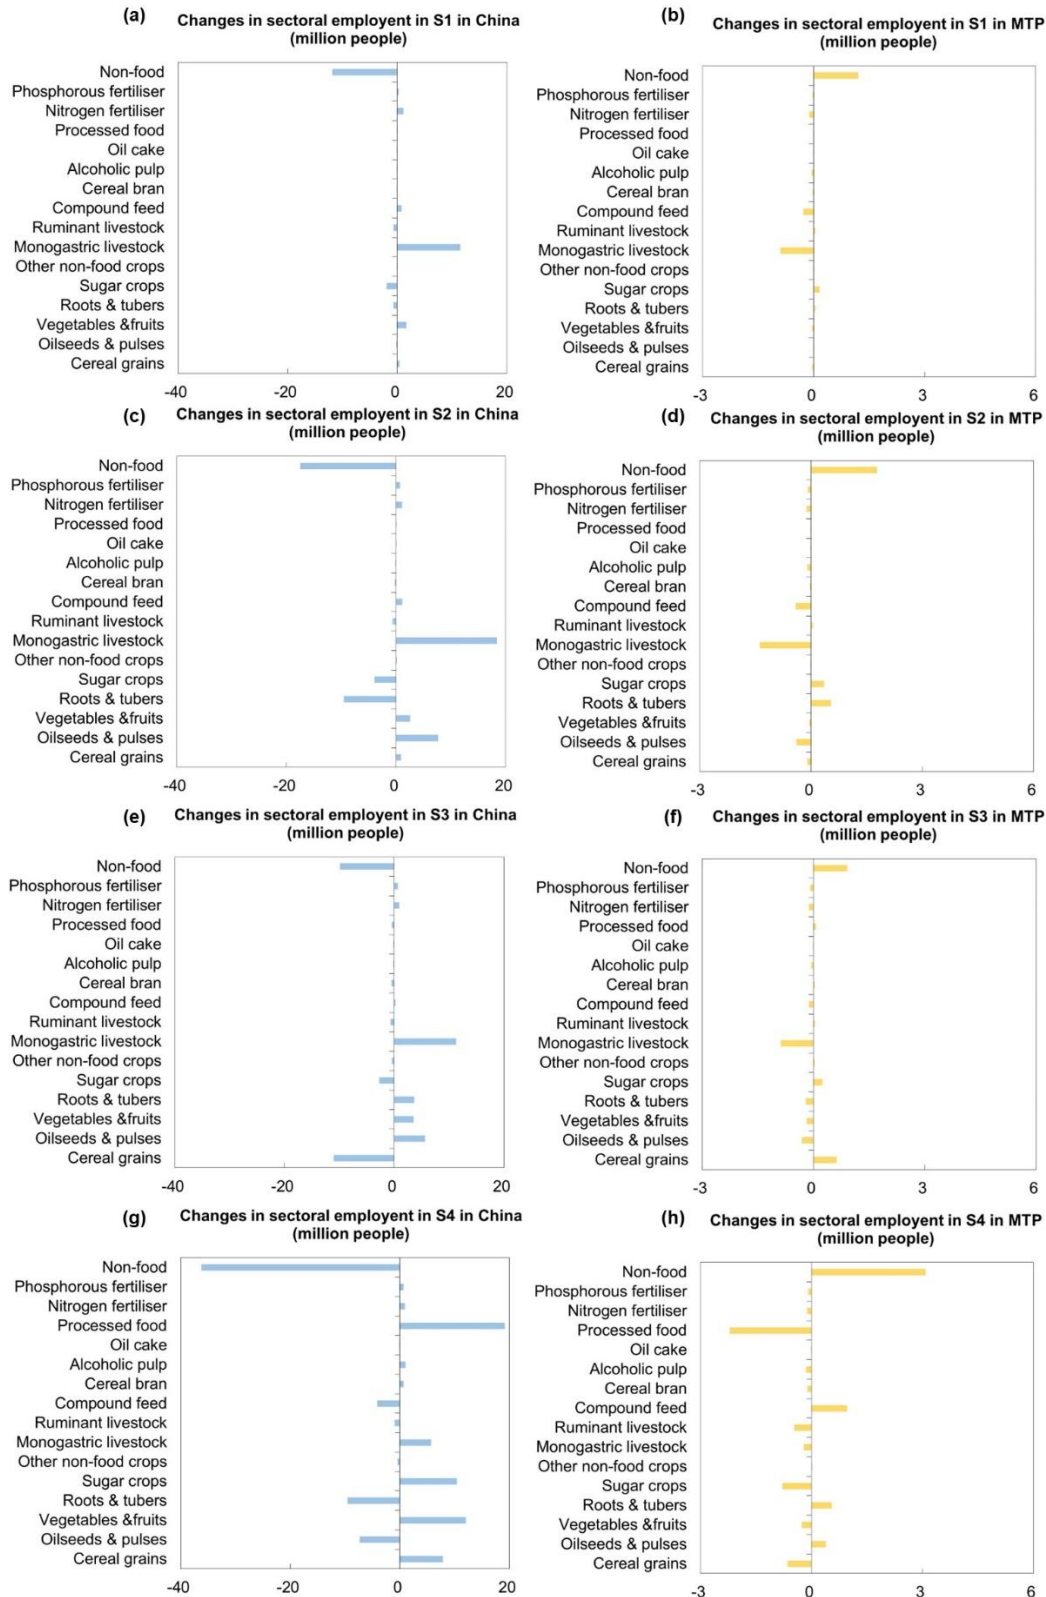 (a) Changes in sectoral employent in S1 in China
(million people)
Non-food
Phosphorous fertiliser
Nitrogen fertiliser
Processed food
Oil cake
Alcoholic pulp
Cereal bran
Compound feed
Ruminant livestock
Monogastric livestock
Other non-food crops
Sugar crops
Roots & tubers
Vegetables &fruits
Oilseeds & pulses
Cereal grains
-40 -20 0 20
(b) Changes in sectoral employent in S1 in MTP
(million people)
Non-food
Phosphorous fertiliser
Nitrogen fertiliser
Processed food
Oil cake
Alcoholic pulp
Cereal bran
Compound feed
Ruminant livestock
Monogastric livestock
Other non-food crops
Sugar crops
Roots & tubers
Vegetables &fruits
Oilseeds & pulses
Cereal grains
-3 0 3 6
(c) Changes in sectoral employent in S2 in China
(million people)
Non-food
Phosphorous fertiliser
Nitrogen fertiliser
Processed food
Oil cake
Alcoholic pulp
Cereal bran
Compound feed
Ruminant livestock
Monogastric livestock
Other non-food crops
Sugar crops
Roots & tubers
Vegetables &fruits
Oilseeds & pulses
Cereal grains
-40 -20 0 20
(d) Changes in sectoral employent in S2 in MTP
(million people)
Non-food
Phosphorous fertiliser
Nitrogen fertiliser
Processed food
Oil cake
Alcoholic pulp
Cereal bran
Compound feed
Ruminant livestock
Monogastric livestock
Other non-food crops
Sugar crops
Roots & tubers
Vegetables &fruits
Oilseeds & pulses
Cereal grains
-3 0 3 6
(e) Changes in sectoral employent in S3 in China
(million people)
Non-food
Phosphorous fertiliser
Nitrogen fertiliser
Processed food
Oil cake
Alcoholic pulp
Cereal bran
Compound feed
Ruminant livestock
Monogastric livestock
Other non-food crops
Sugar crops
Roots & tubers
Vegetables &fruits
Oilseeds & pulses
Cereal grains
-40 -20 0 20
(f) Changes in sectoral employent in S3 in MTP
(million people)
Non-food
Phosphorous fertiliser
Nitrogen fertiliser
Processed food
Oil cake
Alcoholic pulp
Cereal bran
Compound feed
Ruminant livestock
Monogastric livestock
Other non-food crops
Sugar crops
Roots & tubers
Vegetables &fruits
Oilseeds & pulses
Cereal grains
-3 0 3 6
(g) Changes in sectoral employent in S4 in China
(million people)
Non-food
Phosphorous fertiliser
Nitrogen fertiliser
Processed food
Oil cake
Alcoholic pulp
Cereal bran
Compound feed
Ruminant livestock
Monogastric livestock
Other non-food crops
Sugar crops
Roots & tubers
Vegetables &fruits
Oilseeds & pulses
Cereal grains
-40 -20 0 20
(h) Changes in sectoral employent in S4 in MTP
(million people)
Non-food
Phosphorous fertiliser
Nitrogen fertiliser
Processed food
Oil cake
Alcoholic pulp
Cereal bran
Compound feed
Ruminant livestock
Monogastric livestock
Other non-food crops
Sugar crops
Roots & tubers
Vegetables &fruits
Oilseeds & pulses
Cereal grains
-3 0 3 6